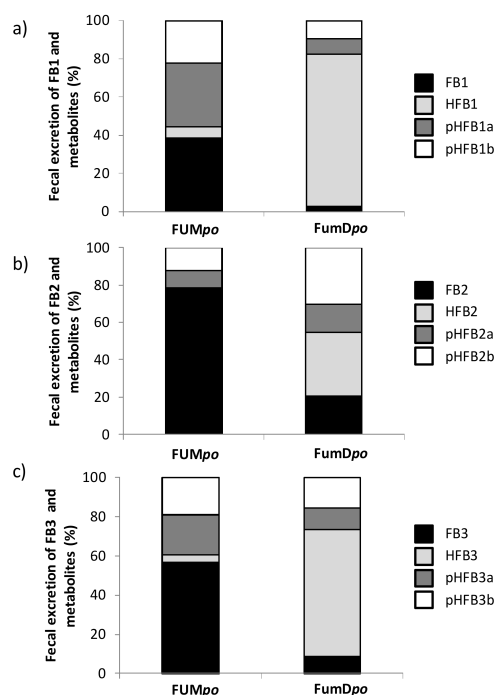 a)
Fecal excretion of FB1 and
metabolites (%)
100
80
60
40
20
0
FUMpo
FumDpo
FB1
HFB1
pHFB1a
pHFB1b
b)
Fecal excretion of FB2 and
metabolites (%)
100
80
60
40
20
0
FUMpo
FumDpo
FB2
HFB2
pHFB2a
pHFB2b
c)
Fecal excretion of FB3 and
metabolites (%)
100
80
60
40
20
0
FUMpo
FumDpo
FB3
HFB3
pHFB3a
pHFB3b